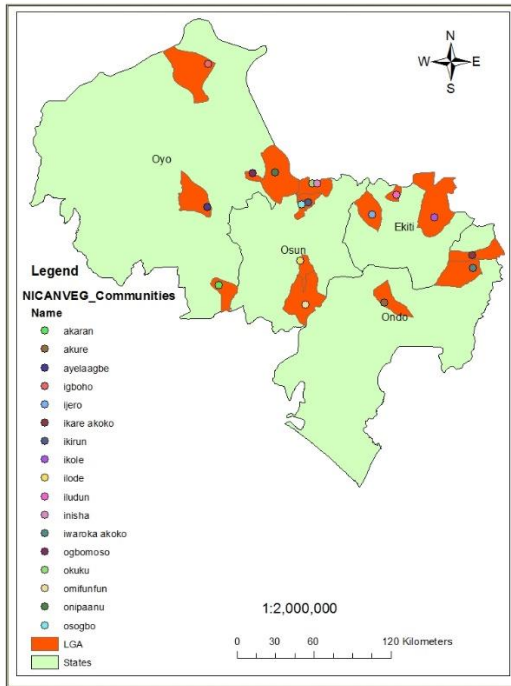 N
W E
S
Oyo
Osun
Ekiti
Ondo
Legend
NICANVEG_Communities
Name
akaran
akure
ayelaagbe
igboho
ijero
ikare akoko
ikirun
ikole
ilode
iludun
inisha
iwaroka akoko
ogbomoso
okuku
omifunfun
onipaanu
osogbo
LGA
States
1:2,000,000
0 30 60 120 Kilometers